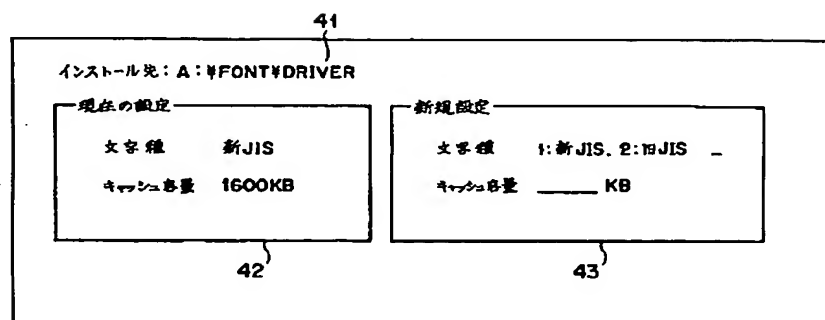 41
インストール先：A：¥FONT¥DRIVER
現在の設定
文字種 新JIS
キャッシュ容量 1600KB
42
新規設定
文字種 1:新JIS. 2:旧JIS _
キャッシュ容量 _____ KB
43